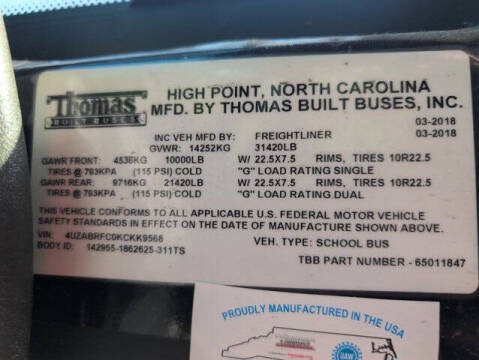 Thomas
BUILT BUSES
HIGH POINT, NORTH CAROLINA
MFD. BY THOMAS BUILT BUSES, INC.
03-2018
INC VEH MFD BY: FREIGHTLINER 03-2018
GVWR: 14252KG 31420LB
GAWR FRONT: 4536KG 10000LB W/ 22.5X7.5 RIMS, TIRES 10R22.5
TIRES @ 793KPA (115 PSI) COLD "G" LOAD RATING SINGLE
GAWR REAR: 9716KG 21420LB W/ 22.5X7.5 RIMS, TIRES 10R22.5
TIRES @ 793KPA (115 PSI) COLD "G" LOAD RATING DUAL
THIS VEHICLE CONFORMS TO ALL APPLICABLE U.S. FEDERAL MOTOR VEHICLE
SAFETY STANDARDS IN EFFECT ON THE DATE OF MANUFACTURE SHOWN ABOVE.
VIN: 4UZABRFC0KCKK9568 VEH. TYPE: SCHOOL BUS
BODY ID: 142955-1862625-311TS
TBB PART NUMBER - 65011847
PROUDLY MANUFACTURED IN THE USA
UAW